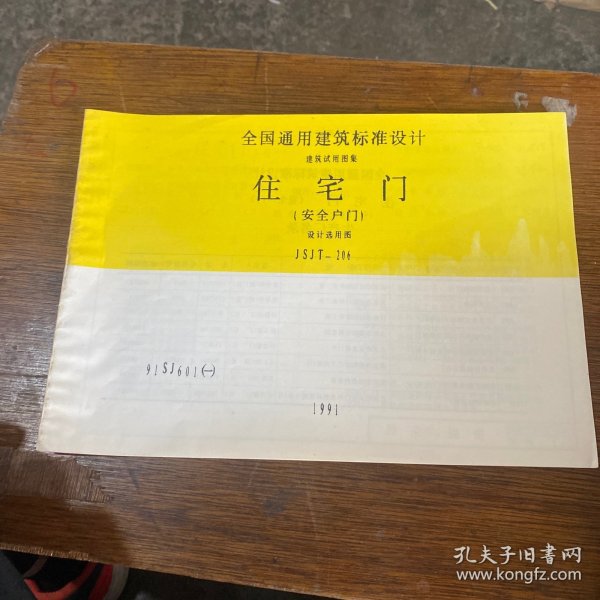 全国通用建筑标准设计
建筑试用图集
住宅门
(安全户门)
设计选用图
JSJT-206
91SJ601(一)
1991
孔夫子旧书网
www.kongfz.com